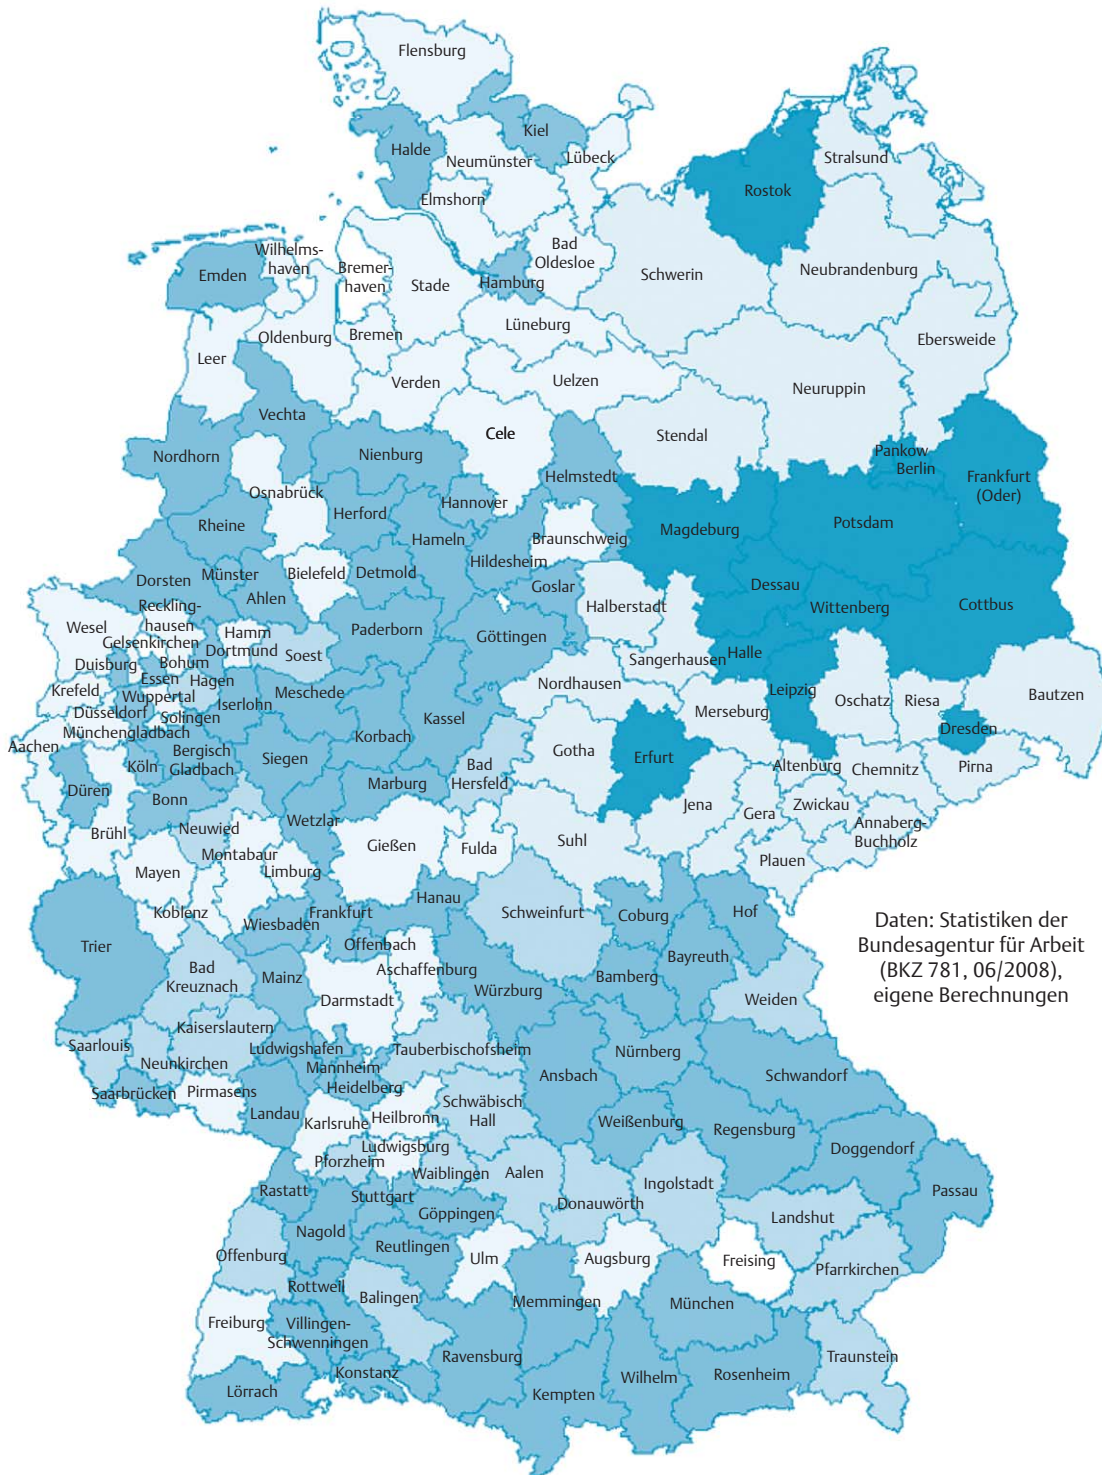 Flensburg
Kiel
Halde
Neumünster
Lübeck
Stralsund
Rostok
Elmshorn
Bad
Oldesloe
Schwerin
Neubrandenburg
Wilhelms-
haven
Bremer-
haven
Emden
Stade
Hamburg
Lüneburg
Oldenburg
Bremen
Ebersweide
Leer
Verden
Uelzen
Neuruppin
Vechta
Cele
Stendal
Nordhorn
Nienburg
Pankow
Berlin
Helmstedt
Frankfurt
(Oder)
Osnabrück
Hannover
Herford
Rheine
Hameln
Braunschweig
Magdeburg
Potsdam
Hildesheim
Dorsten
Münster
Bielefeld
Detmold
Goslar
Dessau
Ahlen
Halberstadt
Wittenberg
Cottbus
Reckling-
hausen
Wesel
Gelsenkirchen
Hamm
Dortmund
Paderborn
Göttingen
Soest
Duisburg
Bohum
Essen
Hagen
Sangerhausen
Halle
Krefeld
Wuppertal
Iserlohn
Meschede
Nordhausen
Leipzig
Oschatz
Riesa
Bautzen
Düsseldorf
Solingen
Münchengladbach
Kassel
Korbach
Merseburg
Dresden
Aachen
Bergisch
Gladbach
Köln
Siegen
Bad
Hersfeld
Gotha
Erfurt
Altenburg
Chemnitz
Pirna
Düren
Marburg
Bonn
Jena
Gera
Zwickau
Annaberg-
Buchholz
Brühl
Neuwied
Wetzlar
Gießen
Fulda
Suhl
Plauen
Montabaur
Mayen
Limburg
Hanau
Koblenz
Wiesbaden
Frankfurt
Schweinfurt
Coburg
Hof
Daten: Statistiken der
Bundesagentur für Arbeit
(BKZ 781, 06/2008),
eigene Berechnungen
Trier
Offenbach
Bayreuth
Bad
Kreuznach
Mainz
Aschaffenburg
Bamberg
Würzburg
Darmstadt
Weiden
Kaiserslautern
Saarlouis
Ludwigshafen
Tauberbischofsheim
Nürnberg
Neunkirchen
Mannheim
Heidelberg
Ansbach
Schwandorf
Saarbrücken
Pirmasens
Landau
Schwäbisch
Hall
Karlsruhe
Heilbronn
Weißenburg
Regensburg
Ludwigsburg
Doggendorf
Pforzheim
Waiblingen
Aalen
Ingolstadt
Passau
Rastatt
Stuttgart
Donauwörth
Göppingen
Landshut
Nagold
Reutlingen
Offenburg
Ulm
Augsburg
Freising
Pfarrkirchen
Rottweil
Balingen
Memmingen
München
Freiburg
Villingen-
Schwenningen
Ravensburg
Traunstein
Konstanz
Wilhelm
Rosenheim
Lörrach
Kempten